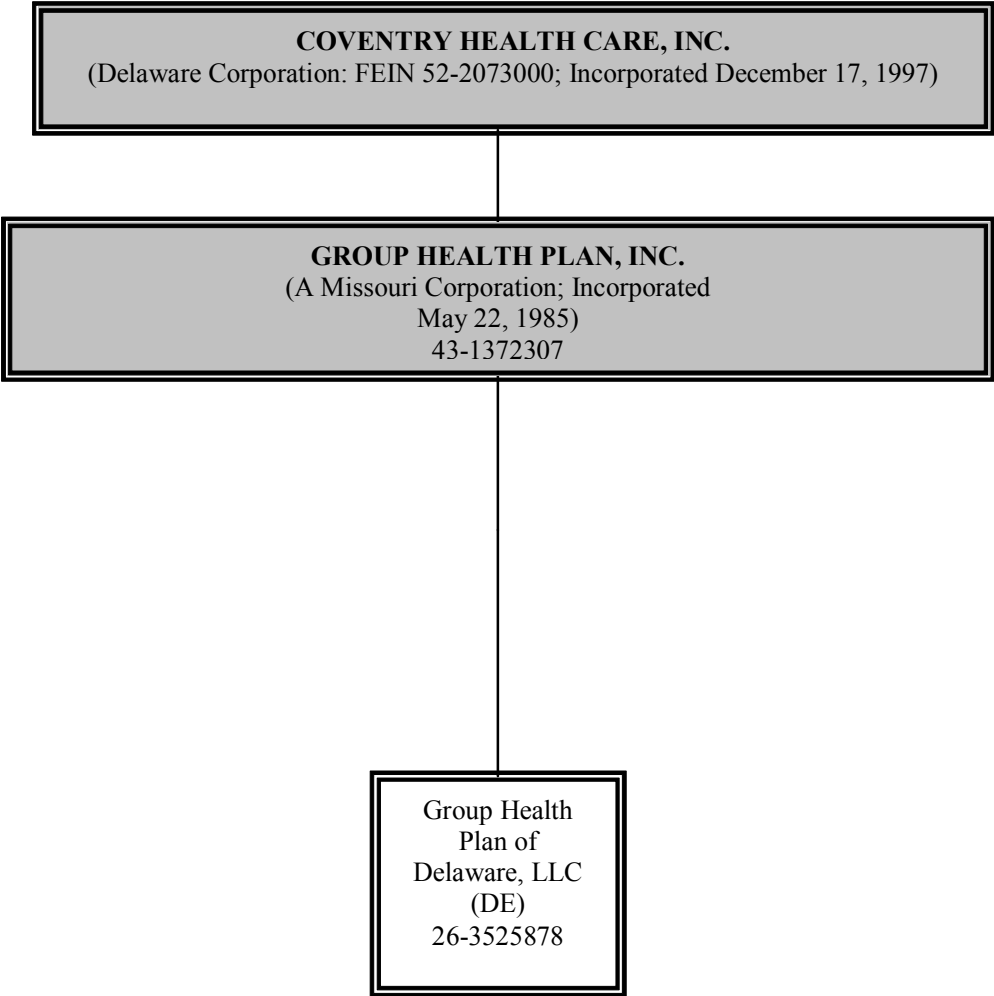 COVENTRY HEALTH CARE, INC.
(Delaware Corporation: FEIN 52-2073000; Incorporated December 17, 1997)
GROUP HEALTH PLAN, INC.
(A Missouri Corporation; Incorporated
May 22, 1985)
43-1372307
Group Health
Plan of
Delaware, LLC
(DE)
26-3525878